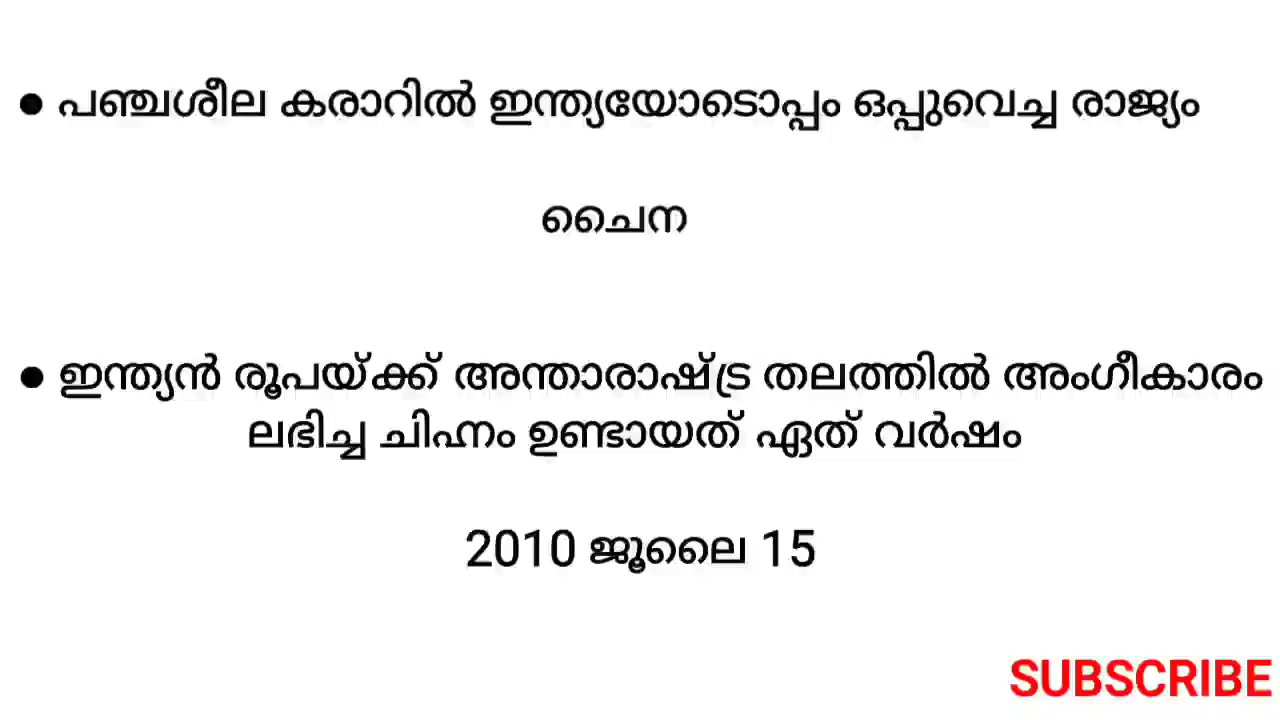 ● പഞ്ചശീല കരാറിൽ ഇന്ത്യയോടൊപ്പം ഒപ്പുവെച്ച രാജ്യം
ചൈന
● ഇന്ത്യൻ രൂപയ്ക്ക് അന്താരാഷ്ട്ര തലത്തിൽ അംഗീകാരം
ലഭിച്ച ചിഹ്നം ഉണ്ടായത് ഏത് വർഷം
2010 ജൂലൈ 15
SUBSCRIBE